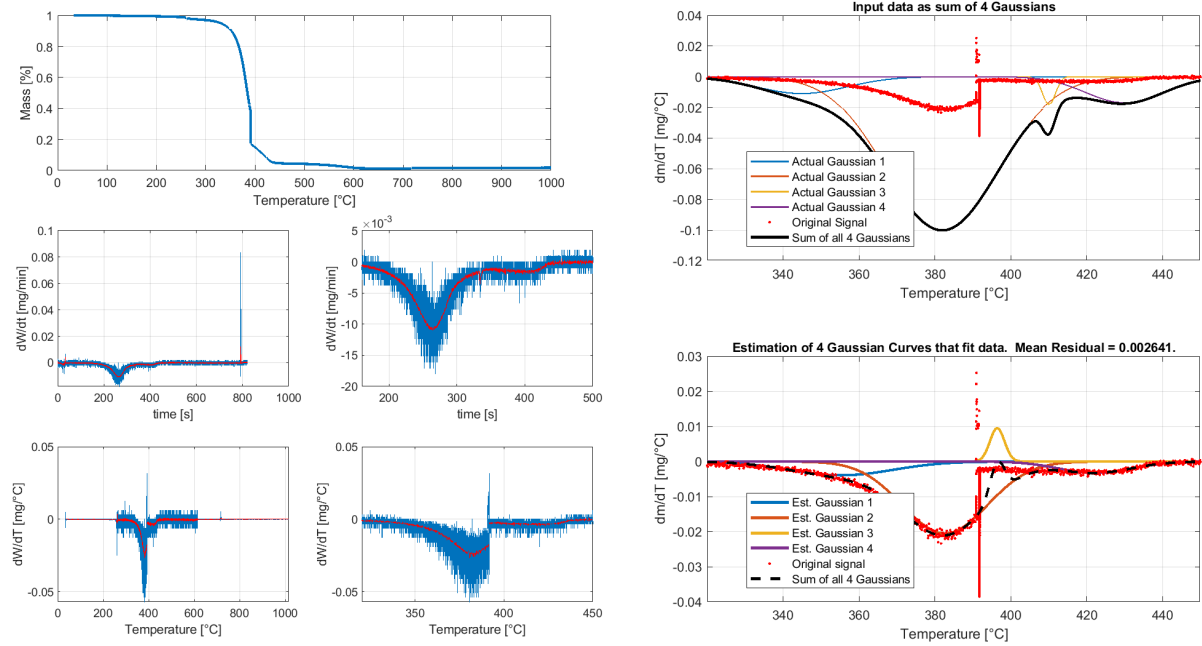 1
0.8
0.6
0.4
0.2
0
Mass [%]
0 100 200 300 400 500 600 700 800 900 1000
Temperature [°C]
0.1
0.08
0.06
0.04
0.02
0
dW/dt [mg/min]
0 200 400 600 800 1000
time [s]
×10⁻³
5
0
-5
-10
-15
-20
dW/dt [mg/min]
200 300 400 500
time [s]
0.05
0
-0.05
dW/dT [mg/°C]
0 200 400 600 800 1000
Temperature [°C]
0.05
0
-0.05
dW/dT [mg/°C]
350 400 450
Temperature [°C]
Input data as sum of 4 Gaussians
0.04
0.02
0
-0.02
-0.04
-0.06
-0.08
-0.1
-0.12
dm/dT [mg/°C]
Actual Gaussian 1
Actual Gaussian 2
Actual Gaussian 3
Actual Gaussian 4
Original Signal
Sum of all 4 Gaussians
340 360 380 400 420 440
Temperature [°C]
Estimation of 4 Gaussian Curves that fit data. Mean Residual = 0.002641.
0.03
0.02
0.01
0
-0.01
-0.02
-0.03
-0.04
dm/dT [mg/°C]
Est. Gaussian 1
Est. Gaussian 2
Est. Gaussian 3
Est. Gaussian 4
Original signal
Sum of all 4 Gaussians
340 360 380 400 420 440
Temperature [°C]